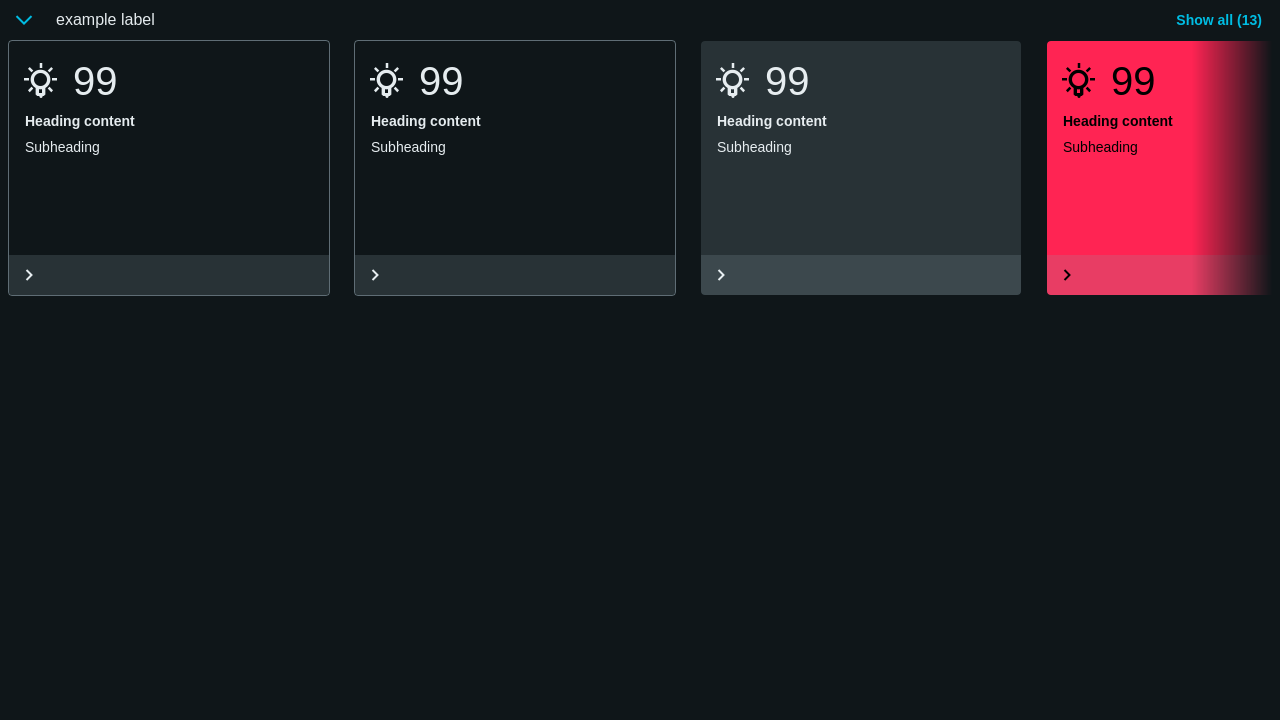 example label
Show all (13)
99
Heading content
Subheading
99
Heading content
Subheading
99
Heading content
Subheading
99
Heading content
Subheading